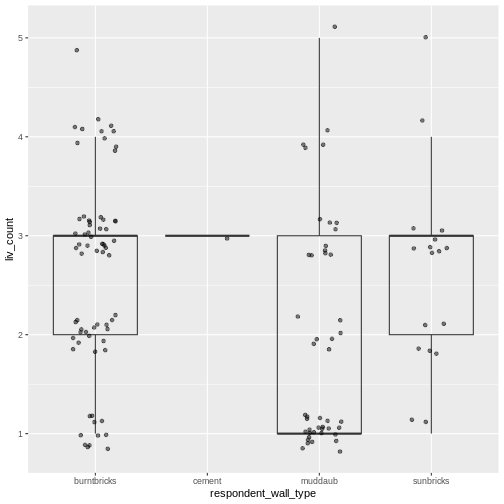 5
4
3
2
1
liv_count
burntbricks cement muddaub sunbricks
respondent_wall_type